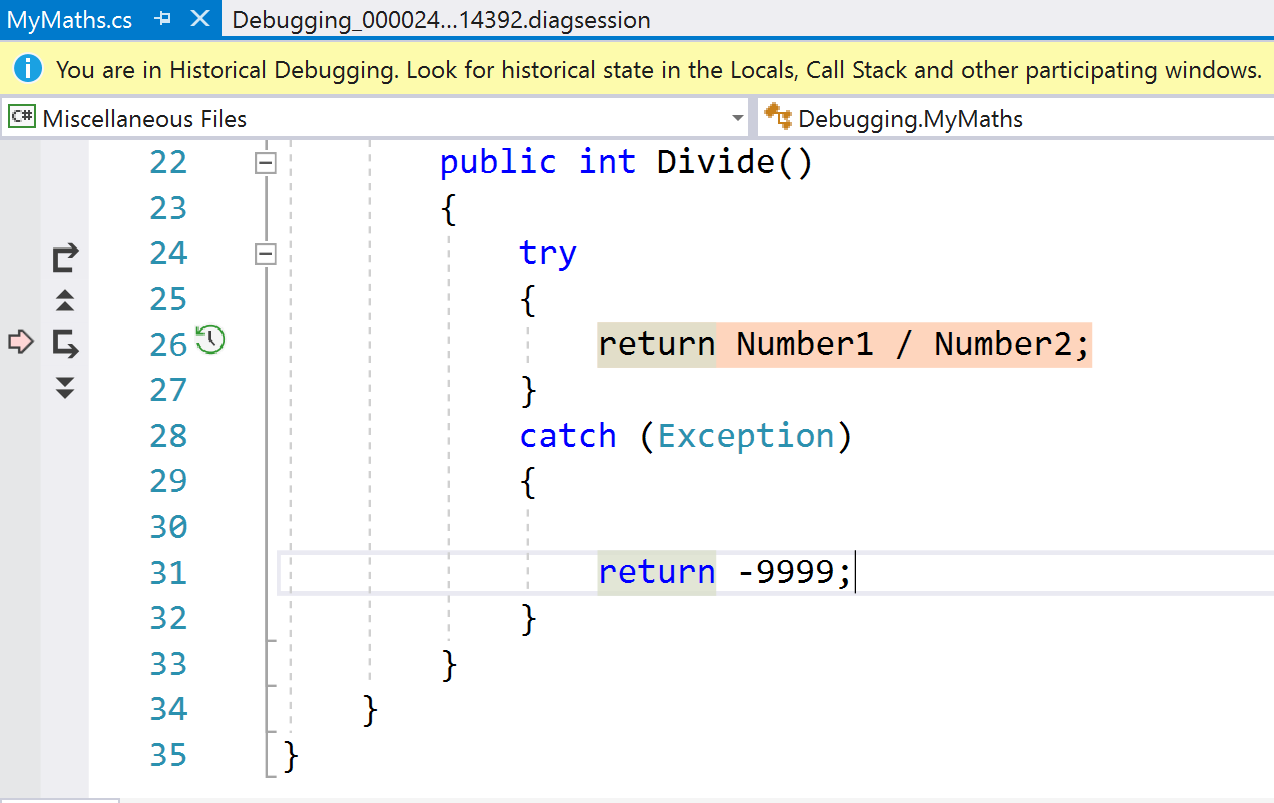 MyMaths.cs Debugging_000024...14392.diagsession
You are in Historical Debugging. Look for historical state in the Locals, Call Stack and other participating windows.
C# Miscellaneous Files Debugging.MyMaths
22 public int Divide()
23 {
24 try
25 {
26 return Number1 / Number2;
27 }
28 catch (Exception)
29 {
30
31 return -9999;
32 }
33 }
34 }
35 }